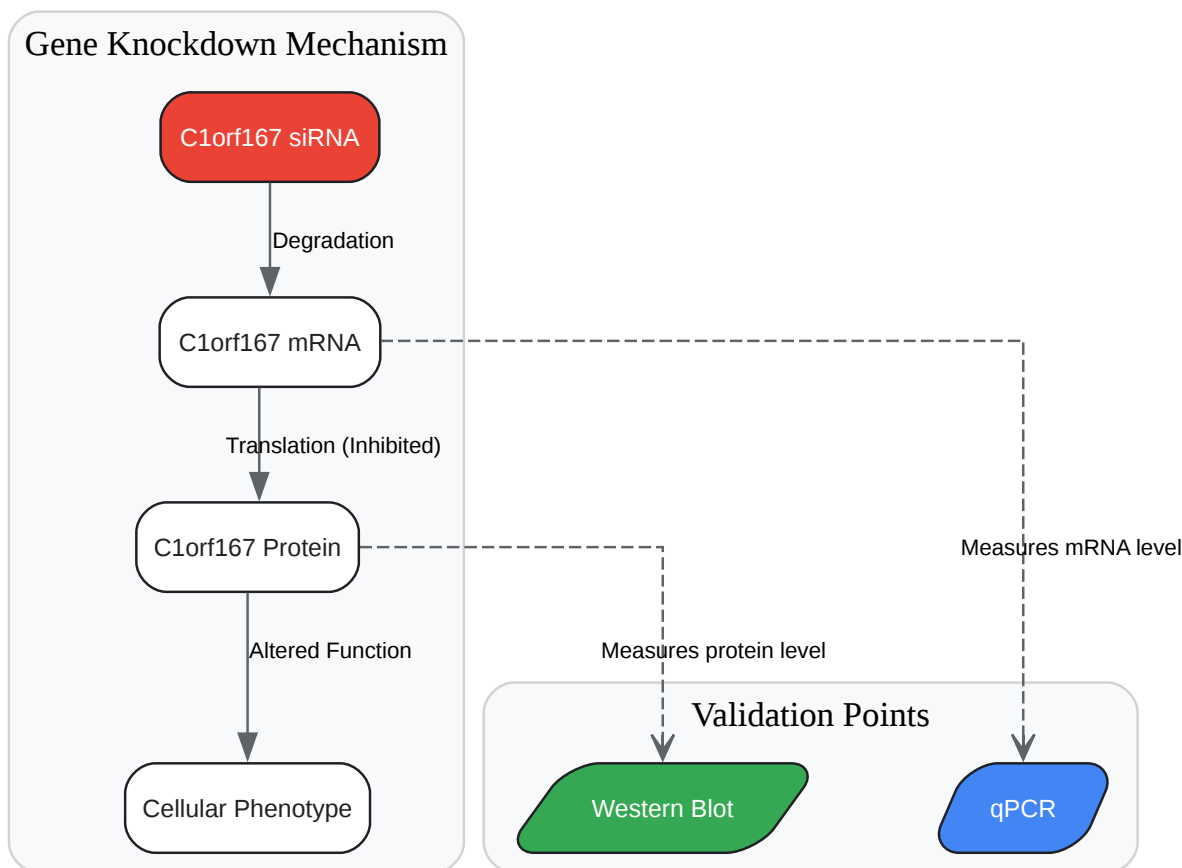 Gene Knockdown Mechanism
C1orf167 siRNA
Degradation
C1orf167 mRNA
Translation (Inhibited)
C1orf167 Protein
Measures mRNA level
Altered Function
Measures protein level
Validation Points
Cellular Phenotype
Western Blot
qPCR